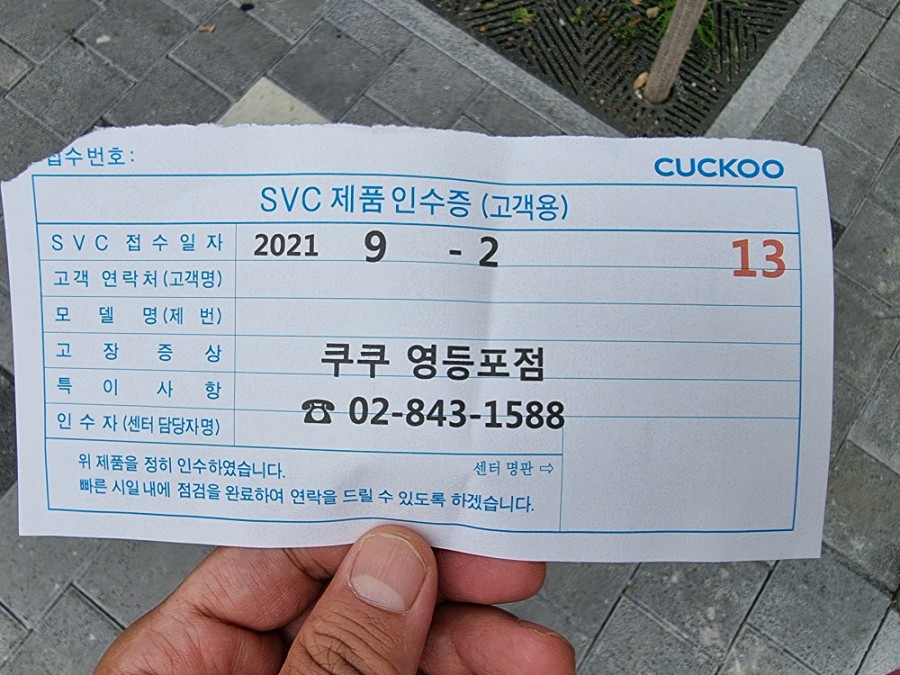 접수번호:
CUCKOO
SVC 제품인수증 (고객용)
SVC 접수일자 2021 9 - 2 13
고객 연락처(고객명)
모델명(제번)
고장증상 쿠쿠 영등포점
특이사항
인수자(센터담당자명) ☎ 02-843-1588
위 제품을 정히 인수하였습니다. 센터 명판 ⇨
빠른 시일 내에 점검을 완료하여 연락을 드릴 수 있도록 하겠습니다.